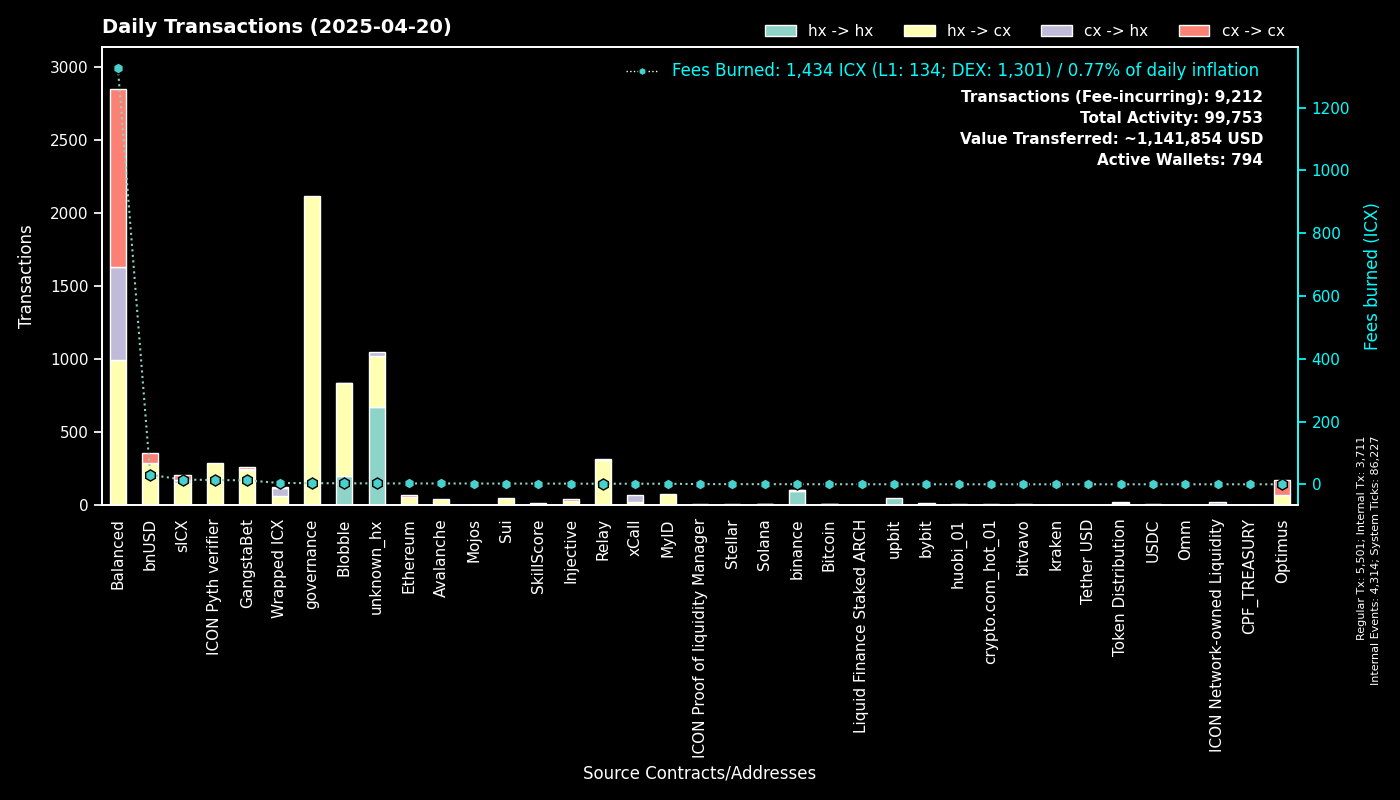 Daily Transactions (2025-04-20)
hx -> hx
hx -> cx
cx -> hx
cx -> cx
Fees Burned: 1,434 ICX (L1: 134; DEX: 1,301) / 0.77% of daily inflation
Transactions (Fee-incurring): 9,212
Total Activity: 99,753
Value Transferred: ~1,141,854 USD
Active Wallets: 794
Transactions
3000
2500
2000
1500
1000
500
0
1200
1000
800
600
400
200
0
Fees burned (ICX)
Regular Tx: 5,501; Internal Tx: 3,711
Internal Events: 4,314; System Ticks: 86,227
Balanced
bnUSD
sICX
ICON Pyth verifier
GangstaBet
Wrapped ICX
governance
Blobble
unknown_hx
Ethereum
Avalanche
Mojos
Sui
SkillScore
Injective
Relay
xCall
MyID
ICON Proof of liquidity Manager
Stellar
Solana
binance
Bitcoin
Liquid Finance Staked ARCH
upbit
bybit
huobi_01
crypto.com_hot_01
bitvavo
kraken
Tether USD
Token Distribution
USDC
Omm
ICON Network-owned Liquidity
CPF_TREASURY
Optimus
Source Contracts/Addresses